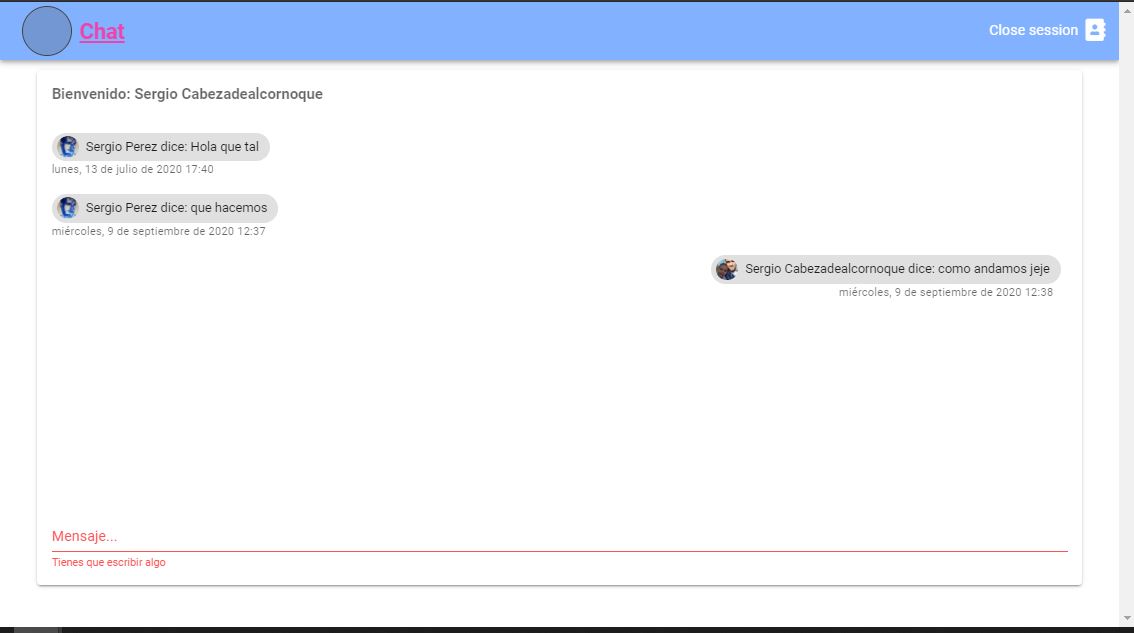 Chat
Close session
Bienvenido: Sergio Cabezadealcornoque
Sergio Perez dice: Hola que tal
lunes, 13 de julio de 2020 17:40
Sergio Perez dice: que hacemos
miércoles, 9 de septiembre de 2020 12:37
Sergio Cabezadealcornoque dice: como andamos jeje
miércoles, 9 de septiembre de 2020 12:38
Mensaje...
Tienes que escribir algo